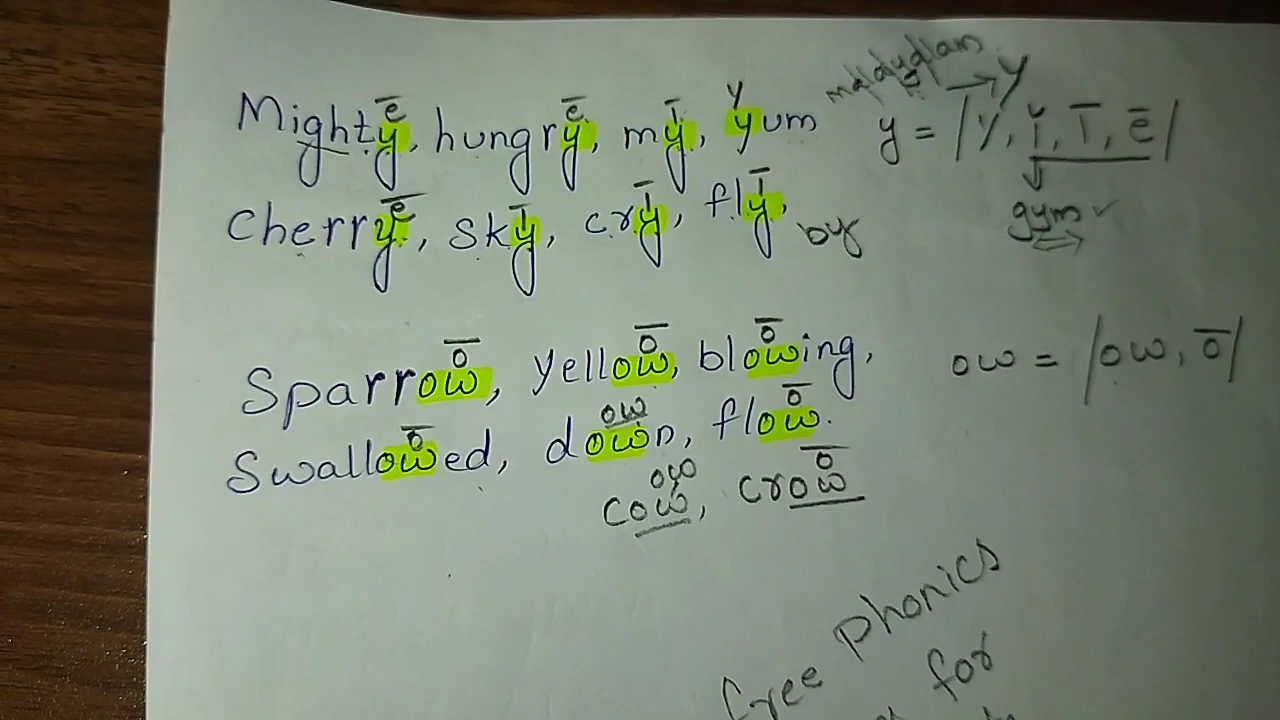 Mighty, hungry, my, yum
Cherry, sky, cry, fly, by
y = /y, ĭ, ī, ē/
gym ✓
Sparrow, yellow, blowing,
Swallowed, down, flow.
cow, crow
ow = /ow, ō/
free phonics
for